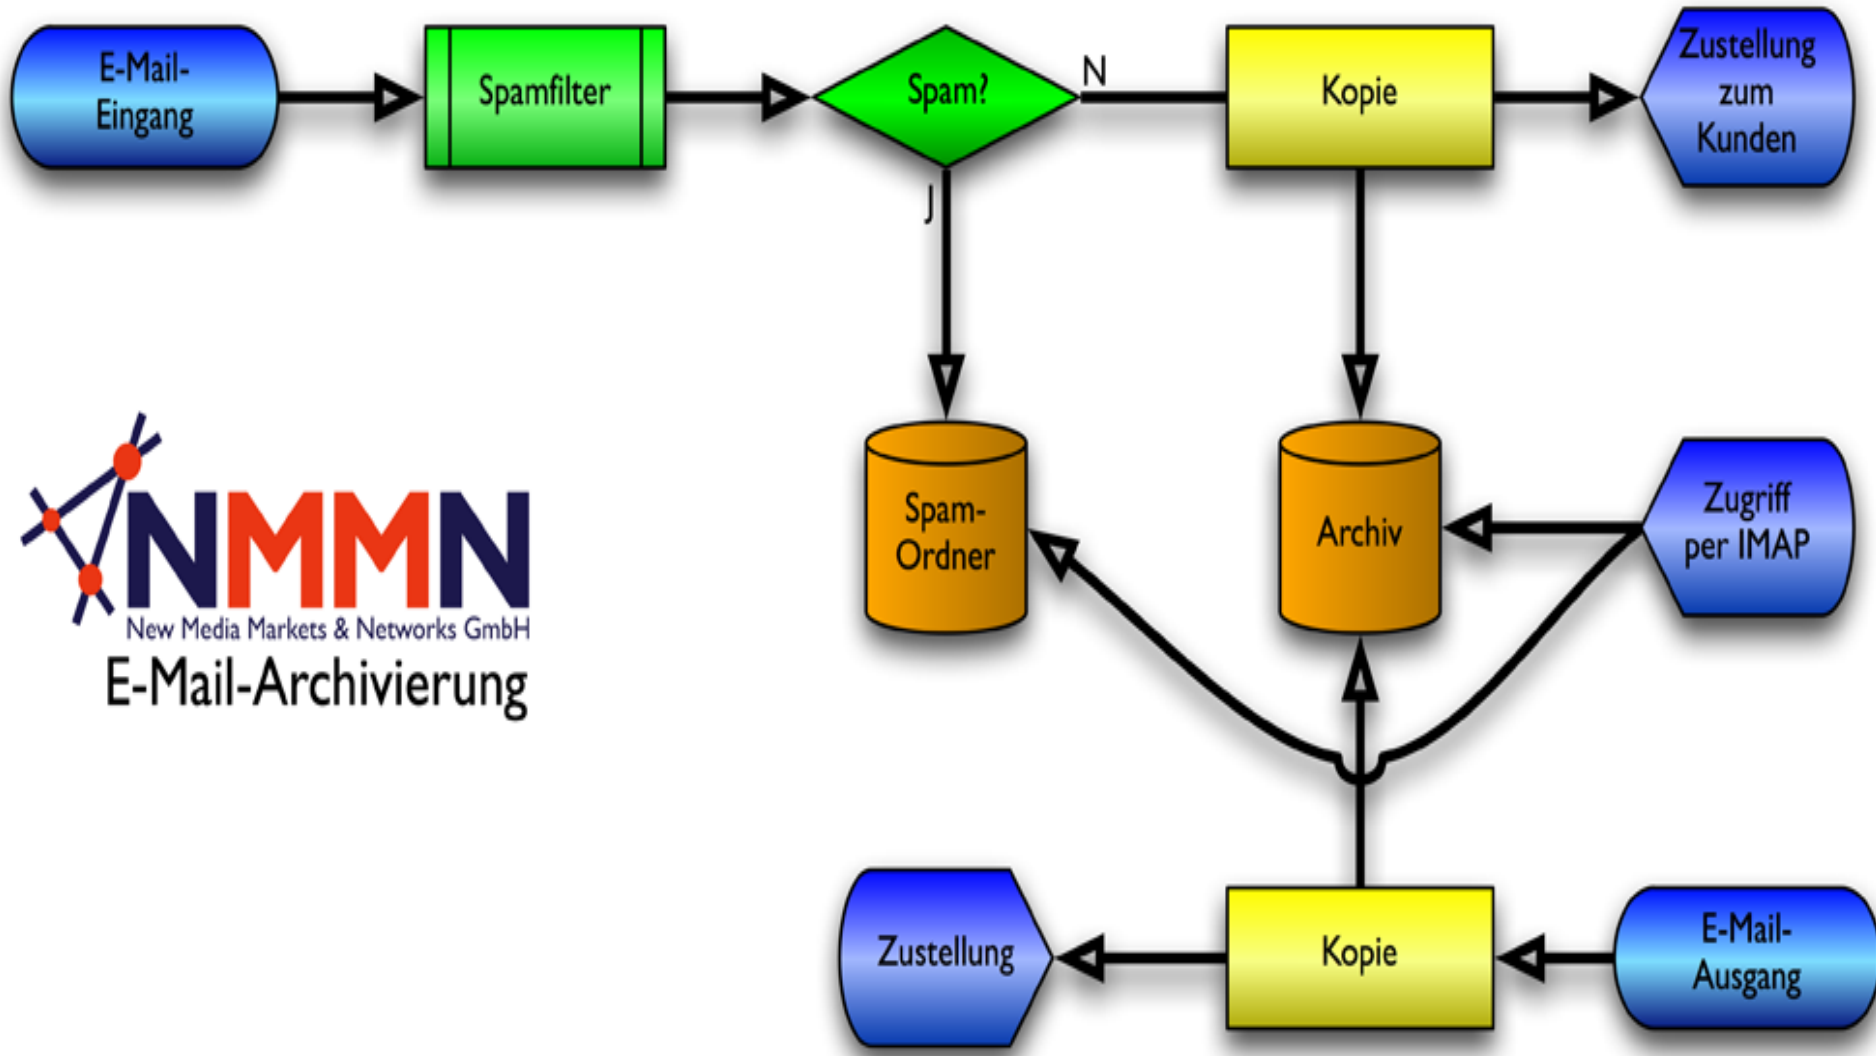 E-Mail-
Eingang
Spamfilter
Spam?
N
J
Kopie
Zustellung
zum
Kunden
Spam-
Ordner
Archiv
Zugriff
per IMAP
NMMN
New Media Markets & Networks GmbH
E-Mail-Archivierung
Zustellung
Kopie
E-Mail-
Ausgang